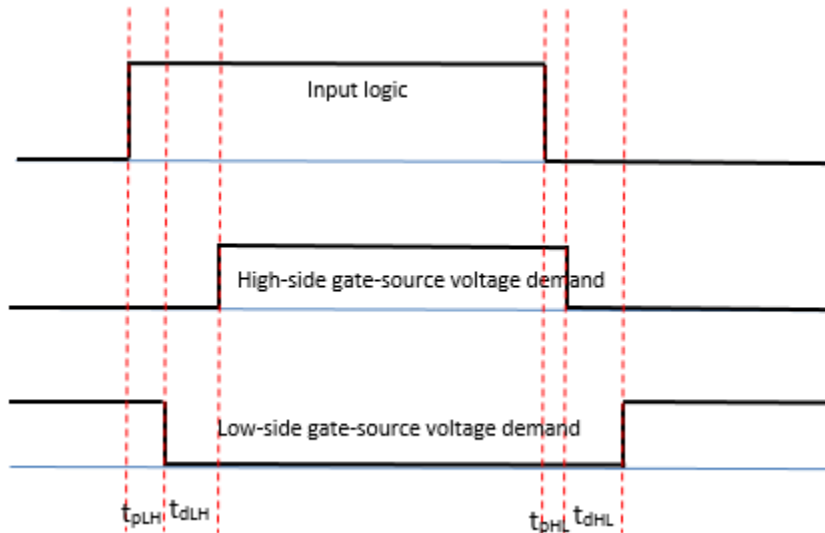 Input logic
High-side gate-source voltage demand
Low-side gate-source voltage demand
tpLH tdLH tpHL tdHL